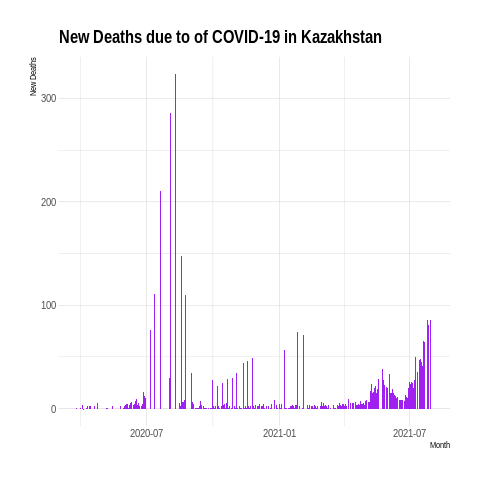 New Deaths due to of COVID-19 in Kazakhstan
New Deaths
300
200
100
0
2020-07
2021-01
2021-07
Month